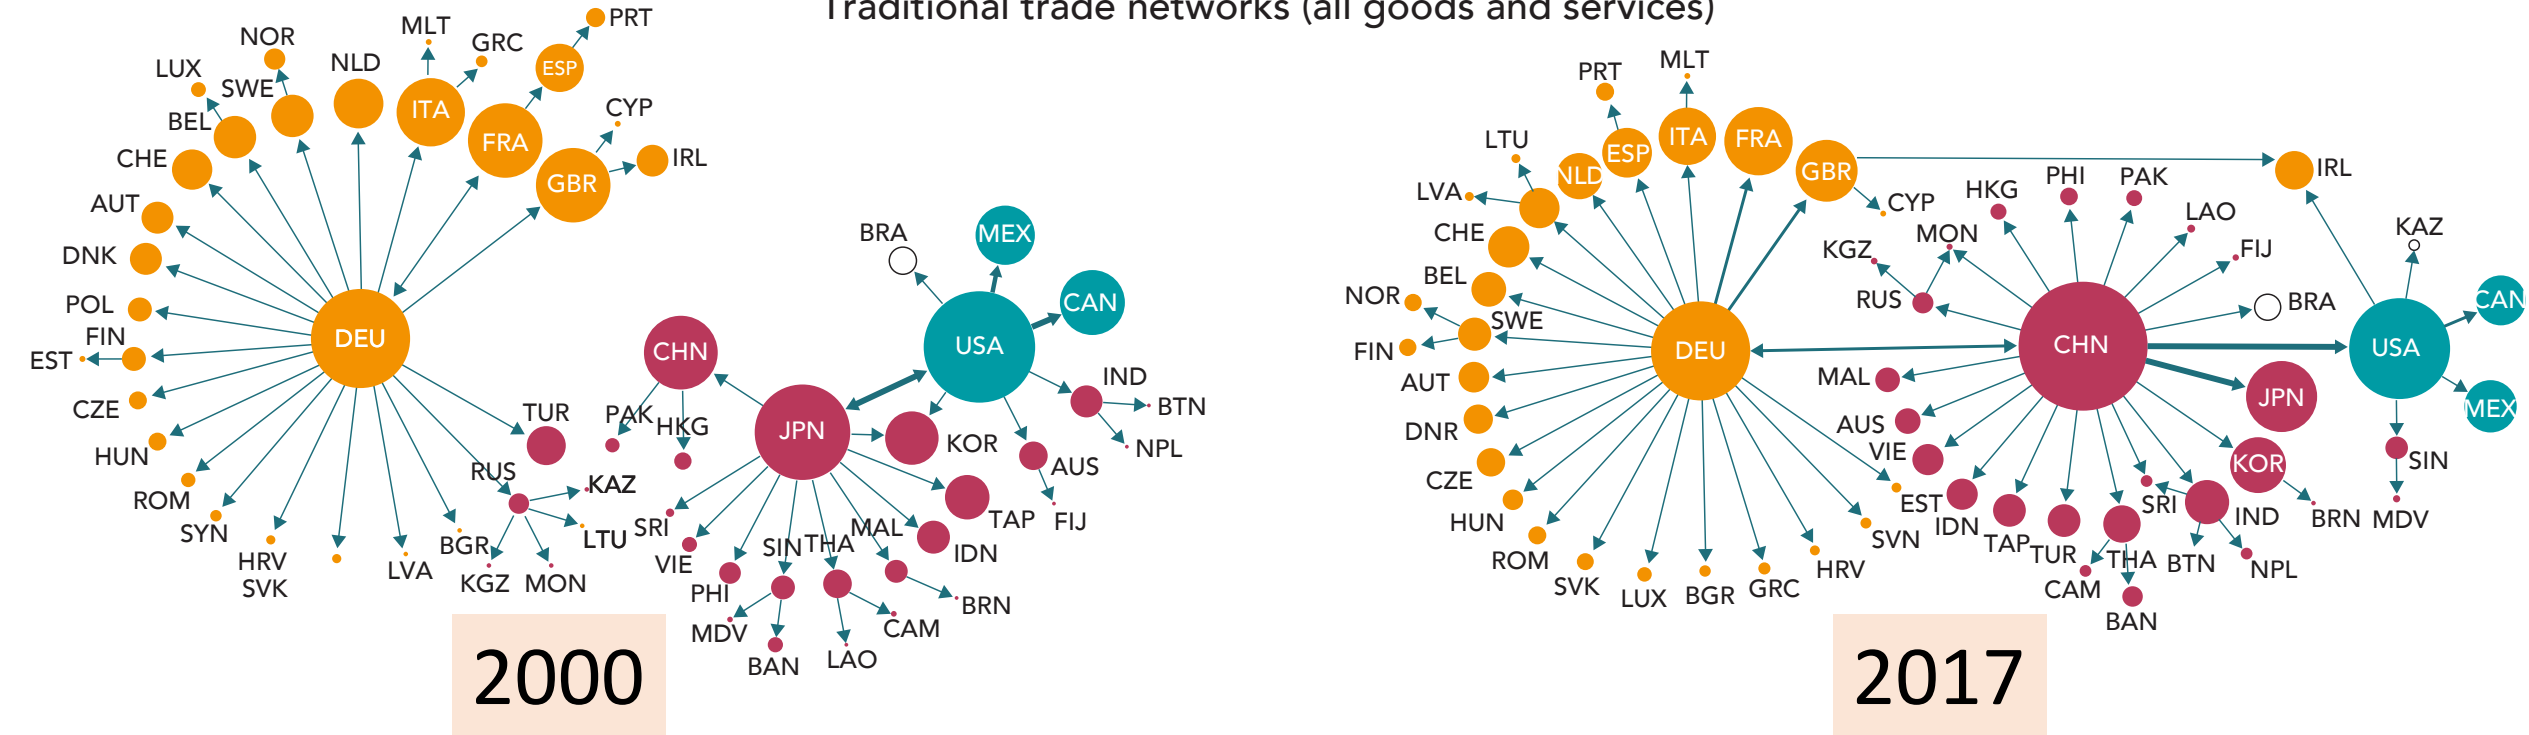 Traditional trade networks (all goods and services)
PRT
NOR
MLT
GRC
LUX
NLD
ESP
SWE
ITA
CYP
BEL
FRA
CHE
IRL
GBR
AUT
DNK
POL
FIN
DEU
EST
CZE
HUN
ROM
SYN
HRV
SVK
LVA
BGR
TUR
RUS
KAZ
LTU
KGZ
MON
BRA
MEX
CAN
CHN
USA
PAK
HKG
JPN
KOR
IND
BTN
NPL
AUS
FIJ
TAP
SRI
VIE
PHI
SIN
THA
MAL
IDN
MDV
BAN
LAO
CAM
BRN
2000
MLT
PRT
ITA
FRA
LTU
ESP
NLD
GBR
IRL
LVA
CYP
CHE
BEL
NOR
SWE
FIN
AUT
DNR
CZE
HUN
ROM
SVK
LUX
BGR
GRC
HRV
SVN
EST
DEU
HKG
PHI
PAK
LAO
MON
FIJ
KGZ
RUS
BRA
CHN
MAL
AUS
VIE
IDN
TAP
TUR
THA
CAM
BAN
SRI
IND
BTN
NPL
KOR
BRN
JPN
KAZ
CAN
USA
MEX
SIN
MDV
2017